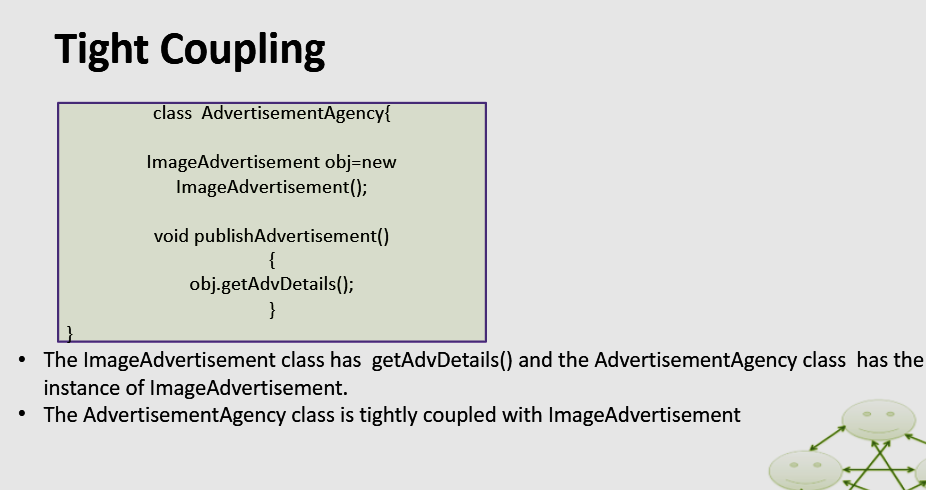 Tight Coupling
class AdvertisementAgency{
ImageAdvertisement obj=new
ImageAdvertisement();
void publishAdvertisement()
{
obj.getAdvDetails();
}
}
• The ImageAdvertisement class has getAdvDetails() and the AdvertisementAgency class has the
instance of ImageAdvertisement.
• The AdvertisementAgency class is tightly coupled with ImageAdvertisement